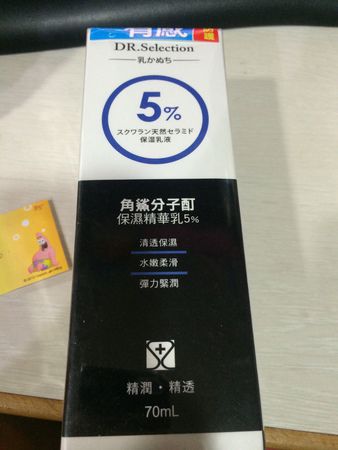 有感
DR.Selection
乳かぬち
5%
スクワラン天然セラミド
保湿乳液
角鯊分子酊
保濕精華乳5%
清透保濕
水嫩柔滑
彈力緊潤
精潤・精透
70mL